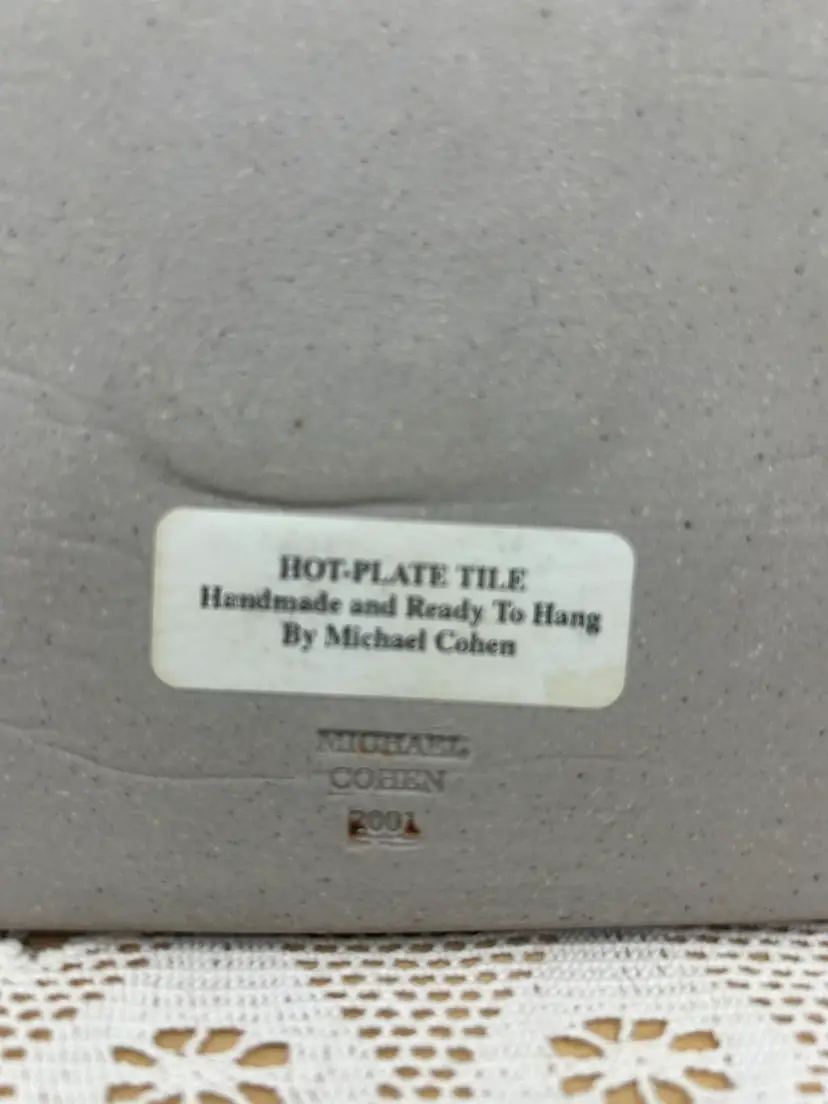 HOT-PLATE TILE
Handmade and Ready To Hang
By Michael Cohen
MICHAEL
COHEN
2001